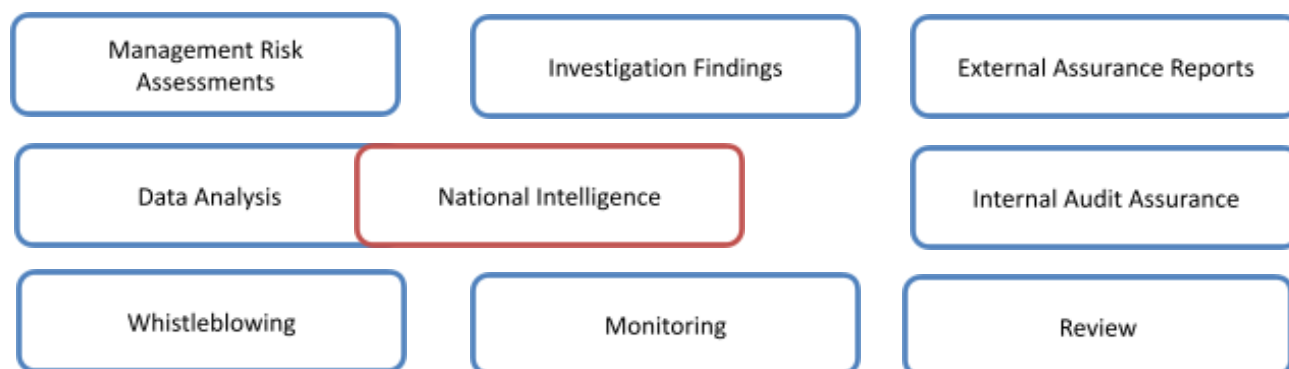 Management Risk
Assessments
Investigation Findings
External Assurance Reports
Data Analysis
National Intelligence
Internal Audit Assurance
Whistleblowing
Monitoring
Review